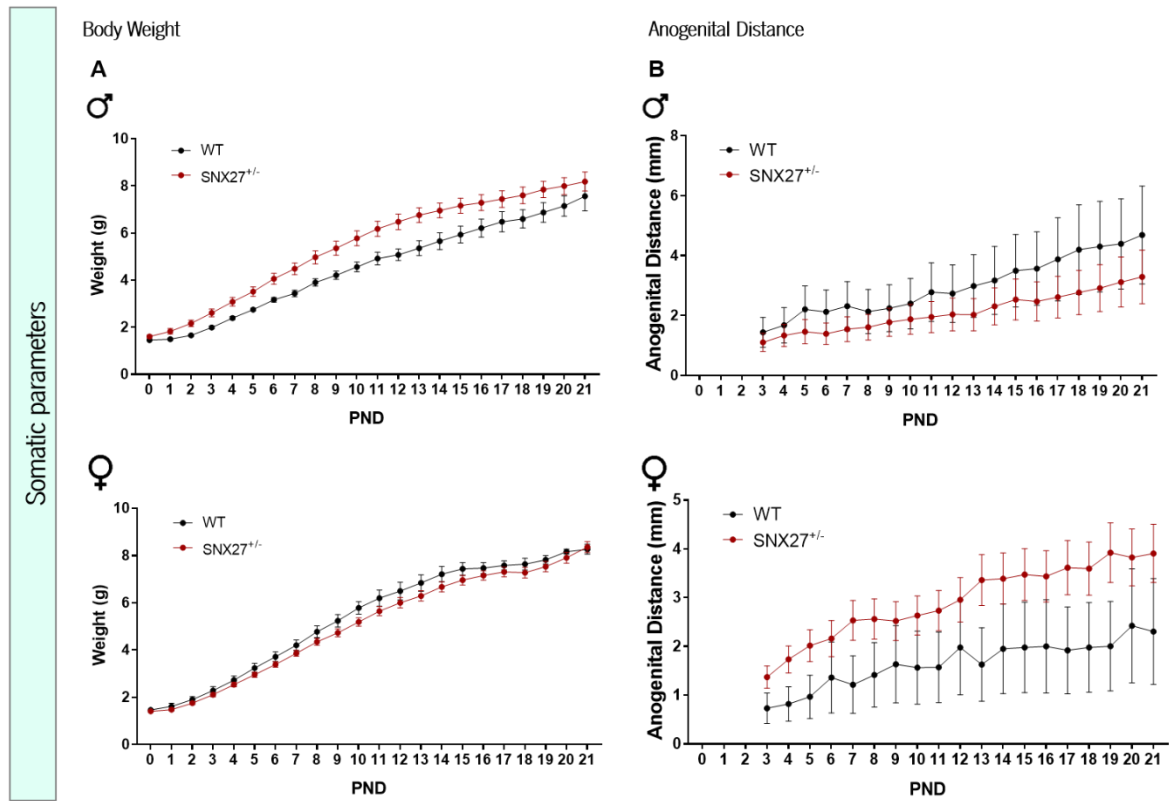 Somatic parameters
Body Weight
A
♂
WT
SNX27+/-
Weight (g)
10
8
6
4
2
0
0 1 2 3 4 5 6 7 8 9 10 11 12 13 14 15 16 17 18 19 20 21
PND
Anogenital Distance
B
♂
WT
SNX27+/-
Anogenital Distance (mm)
8
6
4
2
0
0 1 2 3 4 5 6 7 8 9 10 11 12 13 14 15 16 17 18 19 20 21
PND
♀
WT
SNX27+/-
Weight (g)
10
8
6
4
2
0
0 1 2 3 4 5 6 7 8 9 10 11 12 13 14 15 16 17 18 19 20 21
PND
♀
WT
SNX27+/-
Anogenital Distance (mm)
5
4
3
2
1
0
0 1 2 3 4 5 6 7 8 9 10 11 12 13 14 15 16 17 18 19 20 21
PND